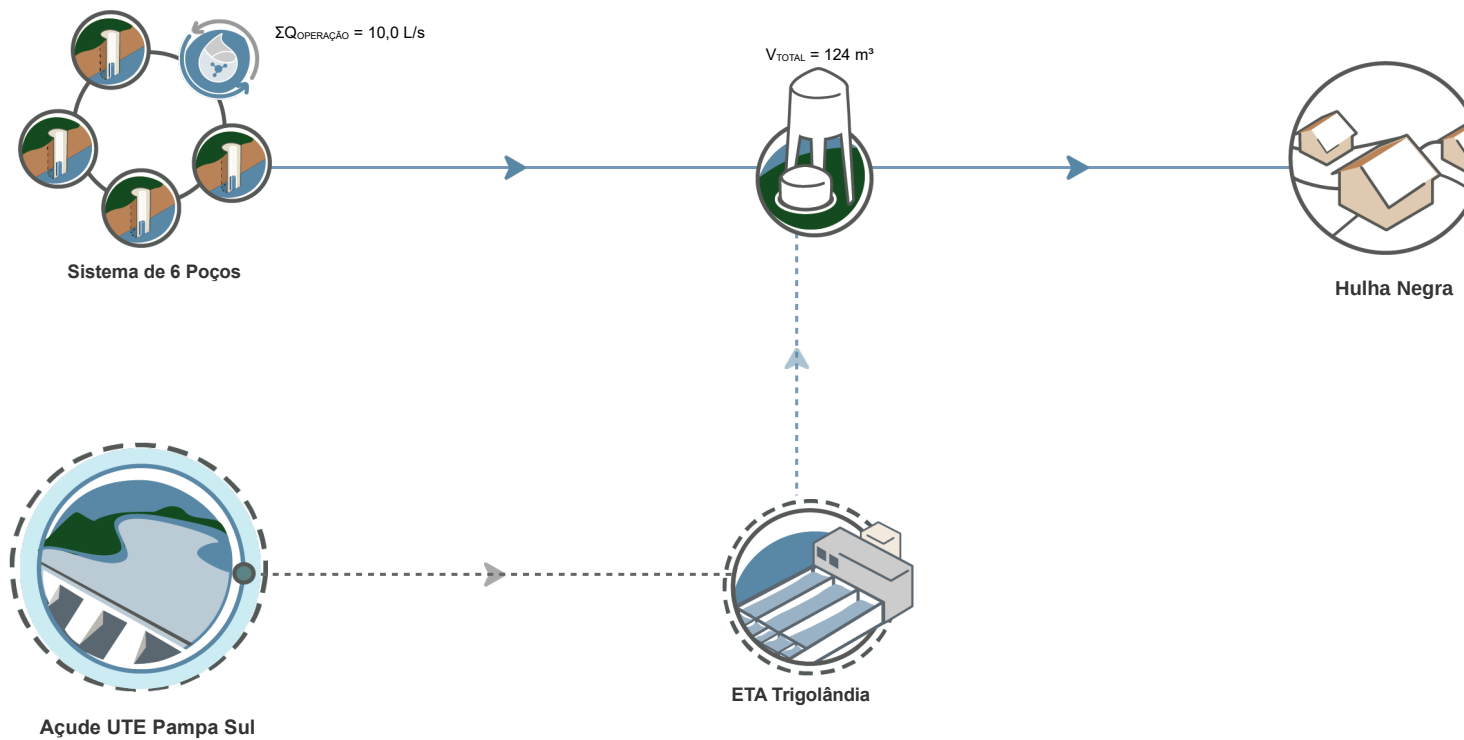 ΣQOPERAÇÃO = 10,0 L/s
VTOTAL = 124 m³
Sistema de 6 Poços
Hulha Negra
ETA Trigolândia
Açude UTE Pampa Sul